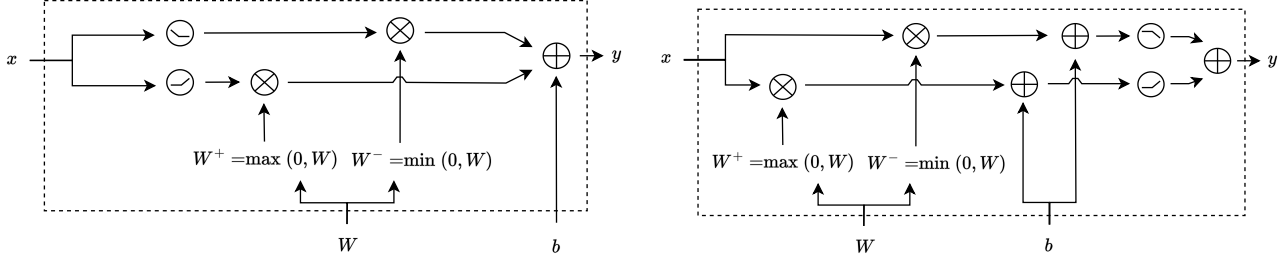 x
y
W⁺ =max (0, W) W⁻ =min (0, W)
W
b
x
y
W⁺ =max (0, W) W⁻ =min (0, W)
W
b